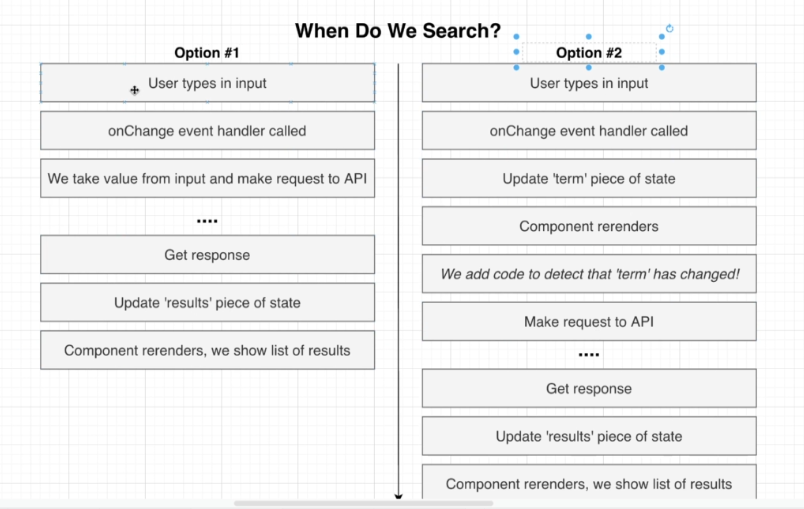 When Do We Search?
Option #1
User types in input
onChange event handler called
We take value from input and make request to API
....
Get response
Update 'results' piece of state
Component rerenders, we show list of results
Option #2
User types in input
onChange event handler called
Update 'term' piece of state
Component rerenders
We add code to detect that 'term' has changed!
Make request to API
....
Get response
Update 'results' piece of state
Component rerenders, we show list of results